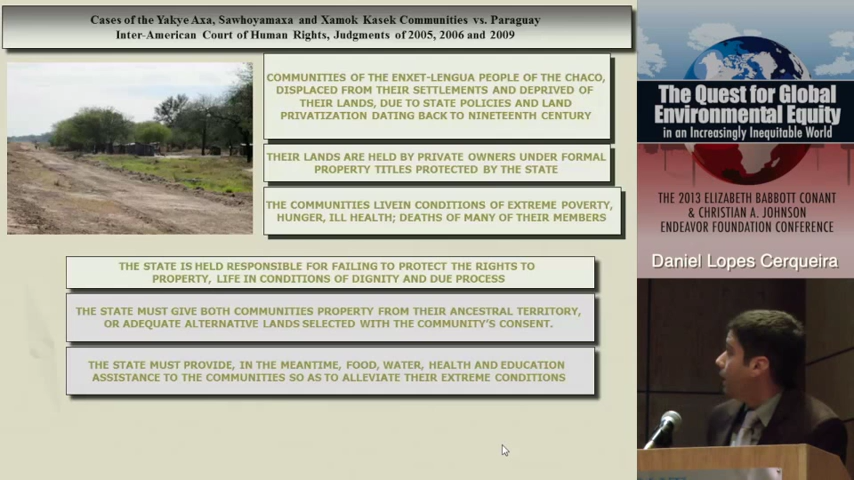 Cases of the Yakye Axa, Sawhoyamaxa and Xamok Kasek Communities vs. Paraguay
Inter-American Court of Human Rights, Judgments of 2005, 2006 and 2009
COMMUNITIES OF THE ENXET-LENGUA PEOPLE OF THE CHACO,
DISPLACED FROM THEIR SETTLEMENTS AND DEPRIVED OF
THEIR LANDS, DUE TO STATE POLICIES AND LAND
PRIVATIZATION DATING BACK TO NINETEENTH CENTURY
THEIR LANDS ARE HELD BY PRIVATE OWNERS UNDER FORMAL
PROPERTY TITLES PROTECTED BY THE STATE
THE COMMUNITIES LIVEIN CONDITIONS OF EXTREME POVERTY,
HUNGER, ILL HEALTH; DEATHS OF MANY OF THEIR MEMBERS
THE STATE IS HELD RESPONSIBLE FOR FAILING TO PROTECT THE RIGHTS TO
PROPERTY, LIFE IN CONDITIONS OF DIGNITY AND DUE PROCESS
THE STATE MUST GIVE BOTH COMMUNITIES PROPERTY FROM THEIR ANCESTRAL TERRITORY,
OR ADEQUATE ALTERNATIVE LANDS SELECTED WITH THE COMMUNITY'S CONSENT.
THE STATE MUST PROVIDE, IN THE MEANTIME, FOOD, WATER, HEALTH AND EDUCATION
ASSISTANCE TO THE COMMUNITIES SO AS TO ALLEVIATE THEIR EXTREME CONDITIONS
The Quest for Global
Environmental Equity
in an Increasingly Inequitable World
THE 2013 ELIZABETH BABBOTT CONANT
& CHRISTIAN A. JOHNSON
ENDEAVOR FOUNDATION CONFERENCE
Daniel Lopes Cerqueira